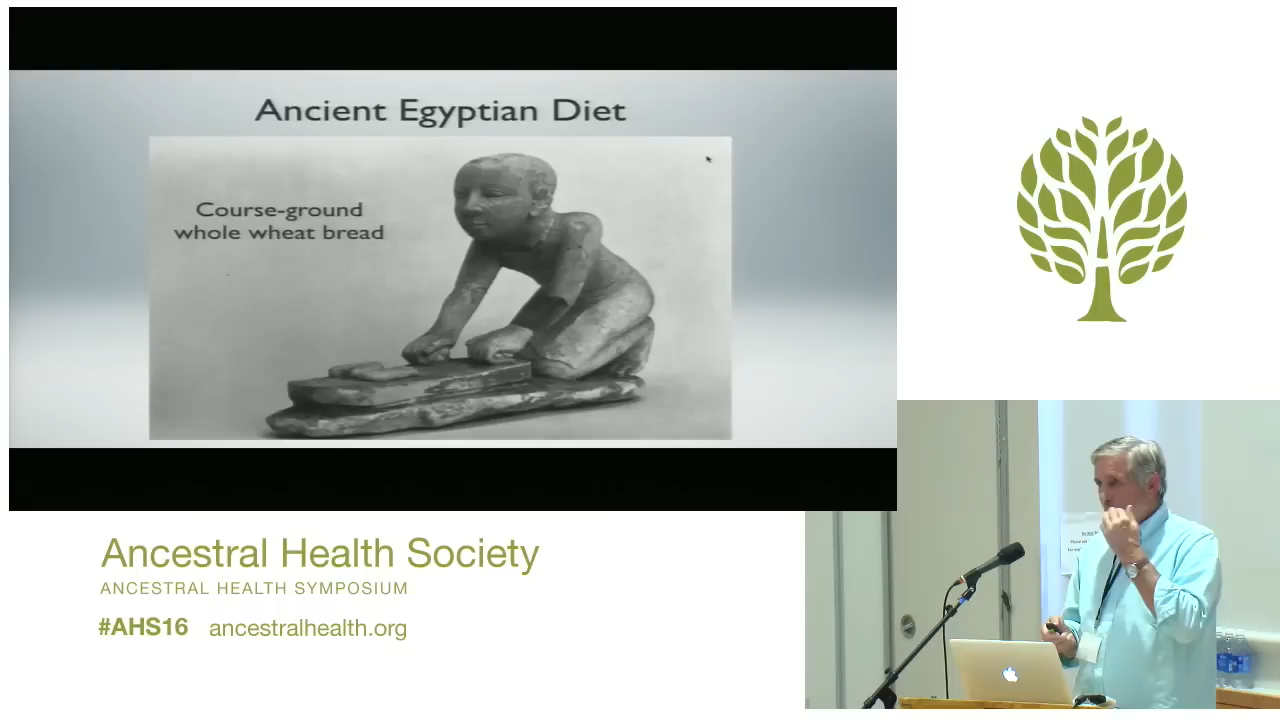 Ancient Egyptian Diet
Course-ground
whole wheat bread
Ancestral Health Society
ANCESTRAL HEALTH SYMPOSIUM
#AHS16 ancestralhealth.org